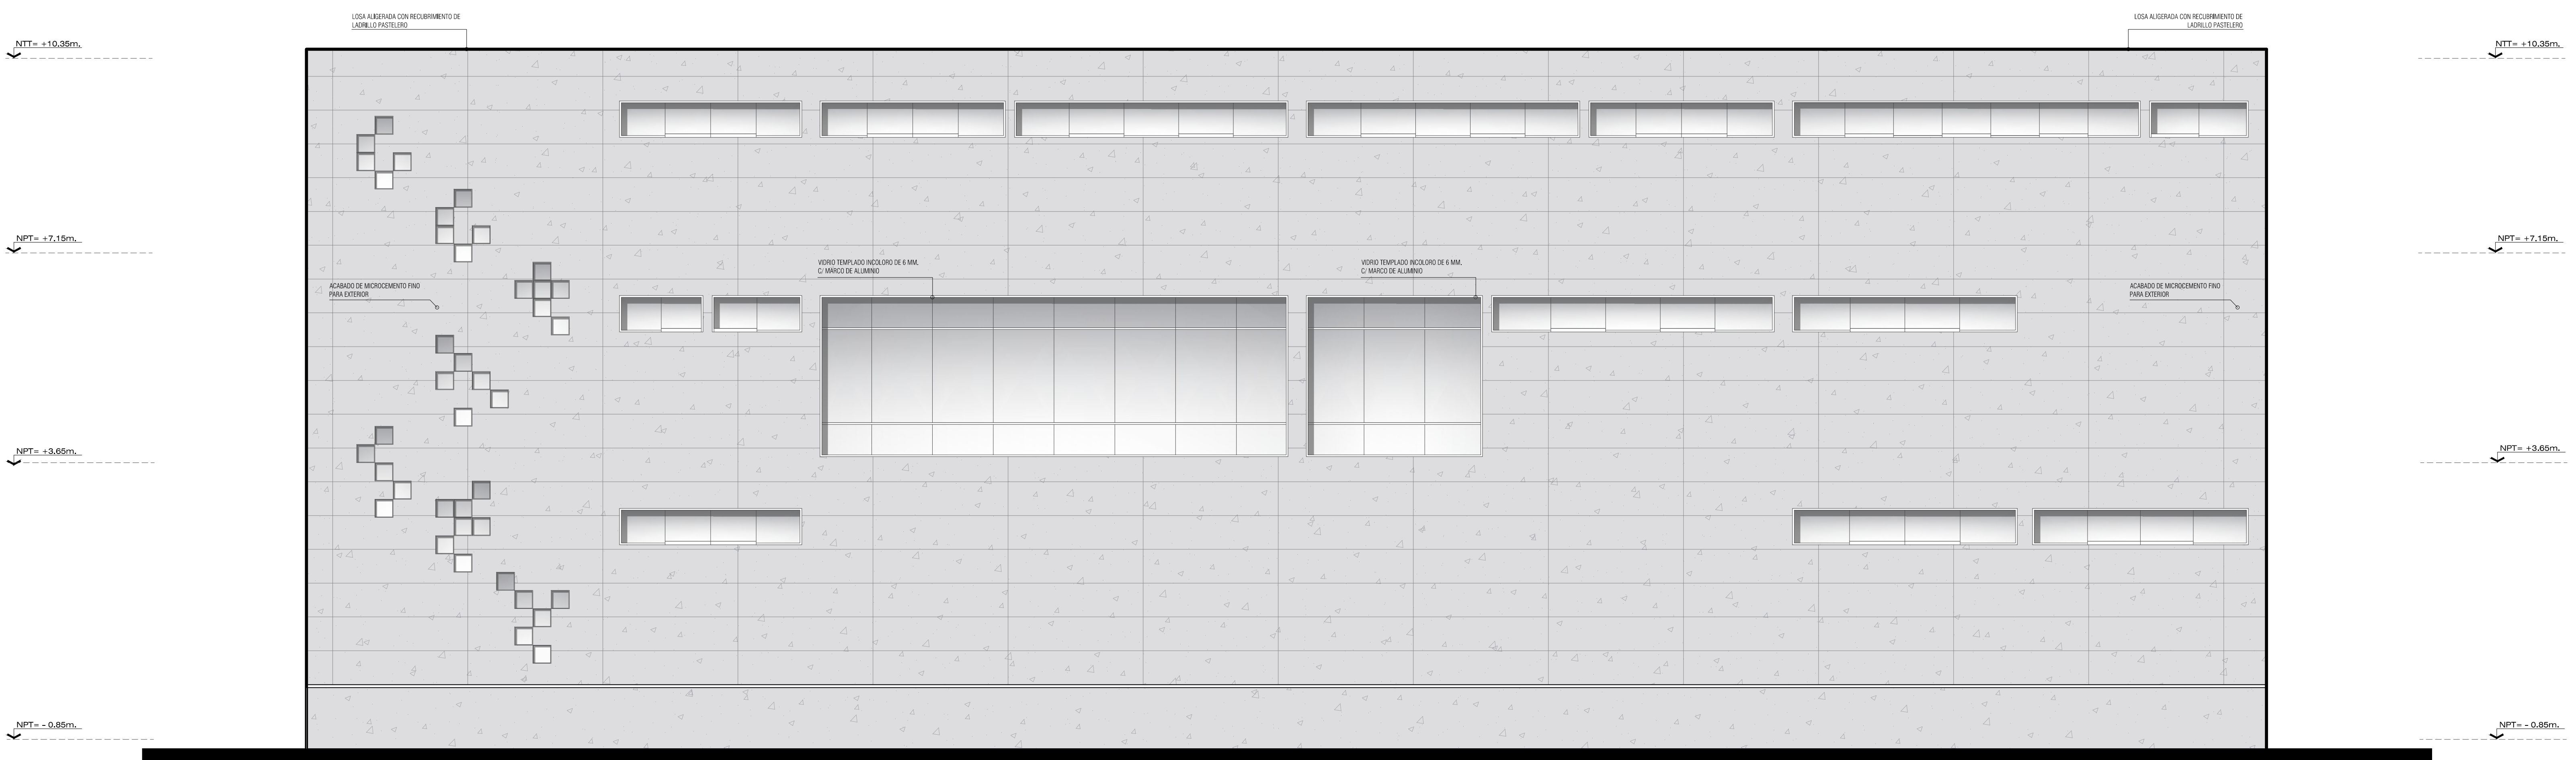 LOSA ALIGERADA CON RECUBRIMIENTO DE
LADRILLO PASTELERO
LOSA ALIGERADA CON RECUBRIMIENTO DE
LADRILLO PASTELERO
NTT= +10.35m.
NTT= +10.35m.
NPT= +7.15m.
NPT= +7.15m.
VIDRIO TEMPLADO INCOLORO DE 6 MM.
C/ MARCO DE ALUMINIO
VIDRIO TEMPLADO INCOLORO DE 6 MM.
C/ MARCO DE ALUMINIO
ACABADO DE MICROCEMENTO FINO
PARA EXTERIOR
ACABADO DE MICROCEMENTO FINO
PARA EXTERIOR
NPT= +3.65m.
NPT= +3.65m.
NPT= - 0.85m.
NPT= - 0.85m.